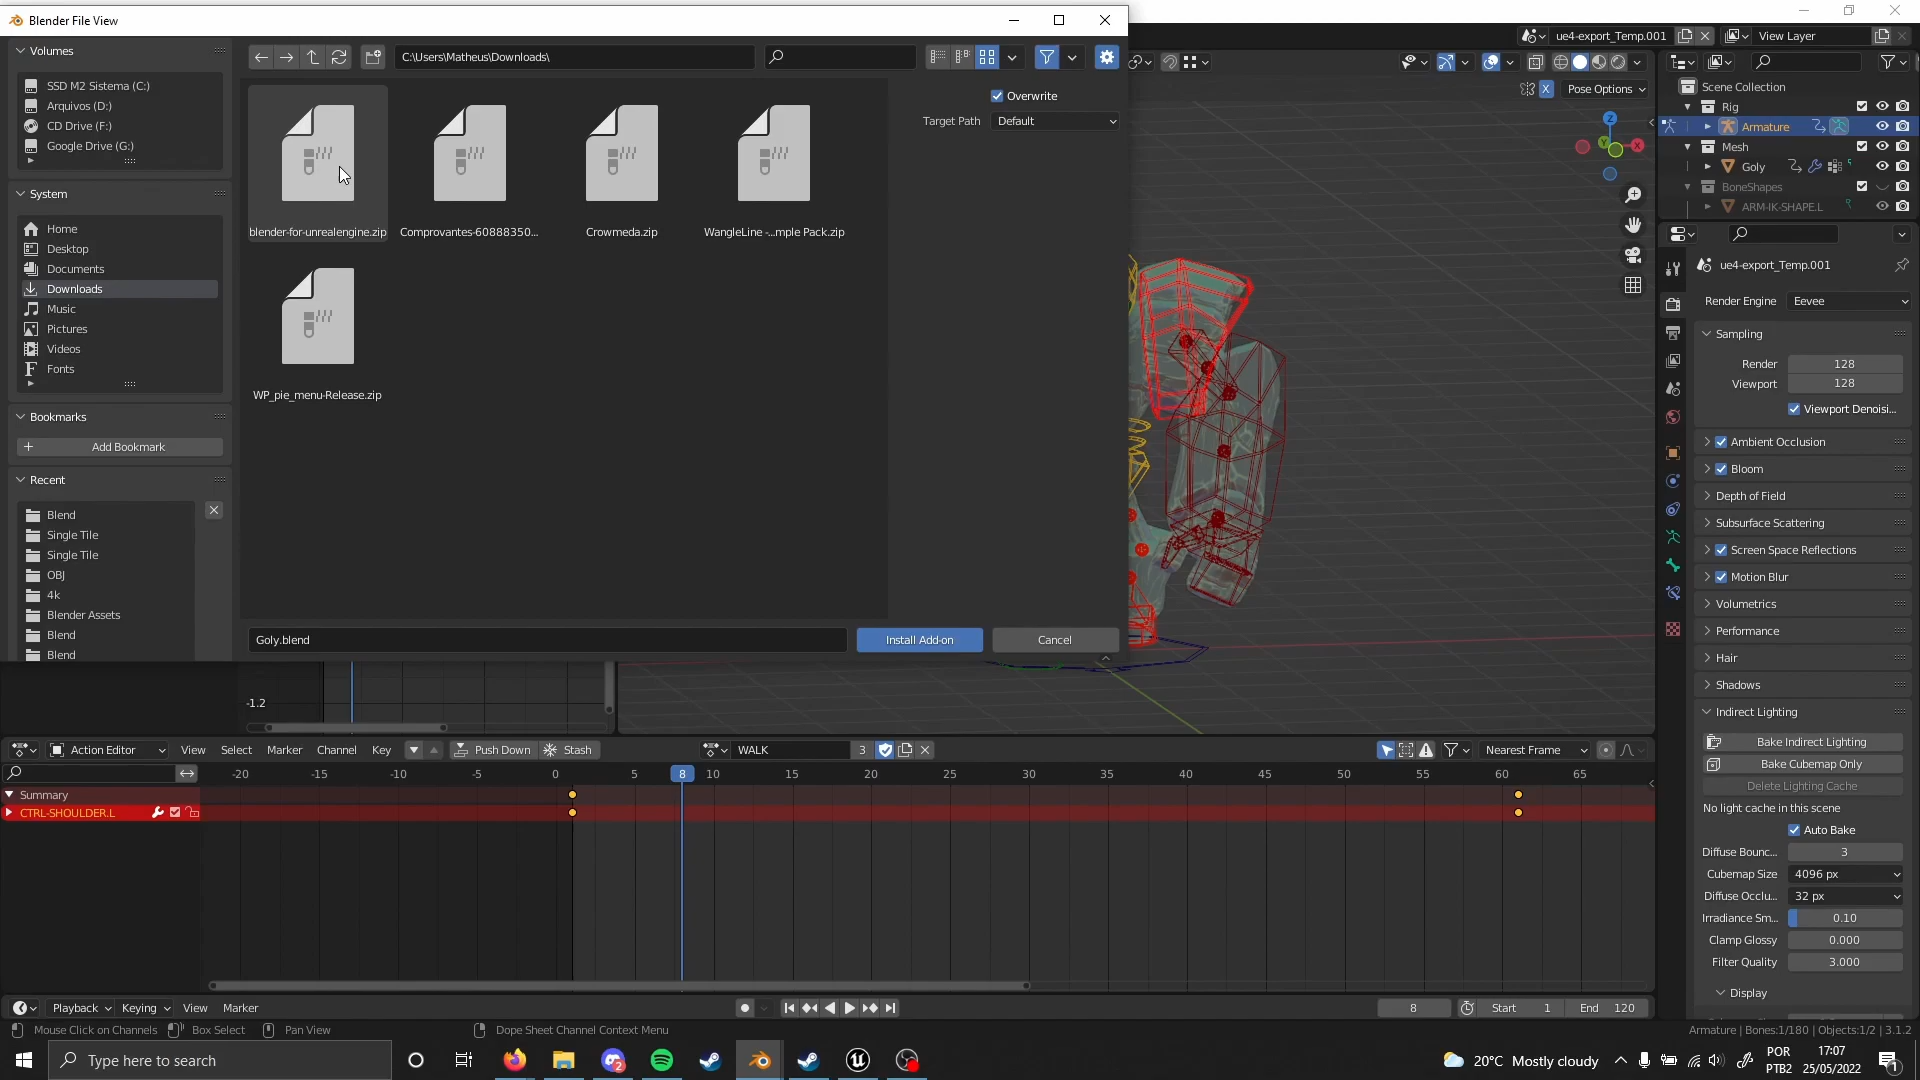 Blender File View
Volumes
SSD M2 Sistema (C:)
Arquivos (D:)
CD Drive (F:)
Google Drive (G:)
System
Home
Desktop
Documents
Downloads
Music
Pictures
Videos
Fonts
Bookmarks
Add Bookmark
Recent
Blend
Single Tile
Single Tile
OBJ
4k
Blender Assets
Blend
Blend
C:\Users\Matheus\Downloads\
blender-for-unrealengine.zip
Comprovantes-60888350...
Crowmeda.zip
WangleLine -...mple Pack.zip
WP_pie_menu-Release.zip
Overwrite
Target Path Default
Goly.blend
Install Add-on
Cancel
ue4-export_Temp.001
View Layer
X
Pose Options
Z
Y
X
Scene Collection
Rig
Armature
Mesh
Goly
BoneShapes
ARM-IK-SHAPE.L
ue4-export_Temp.001
Render Engine Eevee
Sampling
Render 128
Viewport 128
Viewport Denoisi...
Ambient Occlusion
Bloom
Depth of Field
Subsurface Scattering
Screen Space Reflections
Motion Blur
Volumetrics
Performance
Hair
Shadows
Indirect Lighting
Bake Indirect Lighting
Bake Cubemap Only
Delete Lighting Cache
No light cache in this scene
Auto Bake
Diffuse Bounc... 3
Cubemap Size 4096 px
Diffuse Occlu... 32 px
Irradiance Sm... 0.10
Clamp Glossy 0.000
Filter Quality 3.000
Display
-1.2
Action Editor View Select Marker Channel Key Push Down Stash WALK 3 Nearest Frame
-20 -15 -10 -5 0 5 8 10 15 20 25 30 35 40 45 50 55 60 65
Summary
CTRL-SHOULDER.L
Playback Keying View Marker 8 Start 1 End 120
Mouse Click on Channels Box Select Pan View Dope Sheet Channel Context Menu Armature | Bones:1/180 | Objects:1/2 | 3.1.2
Type here to search
2
20°C Mostly cloudy
POR
PTB2
17:07
25/05/2022
1